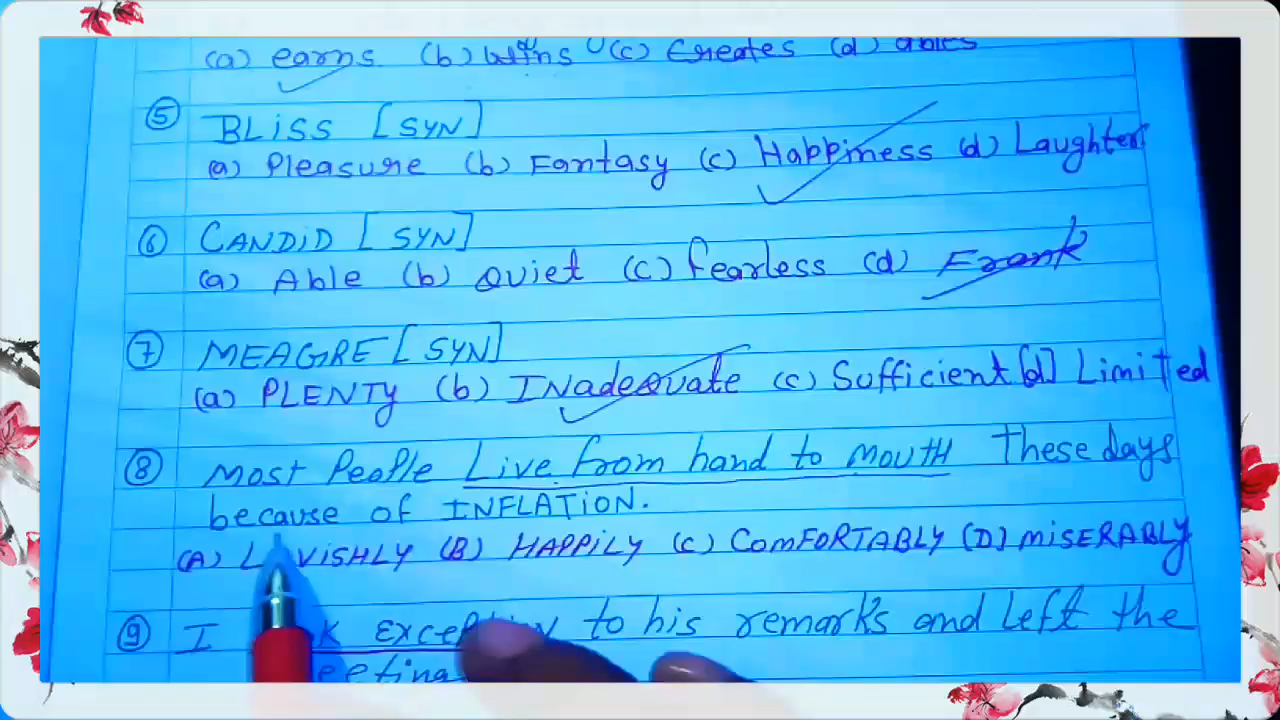 (a) earns (b) wins (c) Creates (d) ables
⑤ BLISS [SYN]
(a) Pleasure (b) Fantasy (c) Happiness (d) Laughter
⑥ CANDID [SYN]
(a) Able (b) Quiet (c) fearless (d) Frank
⑦ MEAGRE [SYN]
(a) PLENTY (b) INadequate (c) Sufficient [d] Limited
⑧ Most People Live from hand to MOUTH These days
because of INFLATION.
(A) VISHLY (B) HAPPILY (C) COMFORTABLY (D) MISERABLY
⑨ I to his remarks and left the